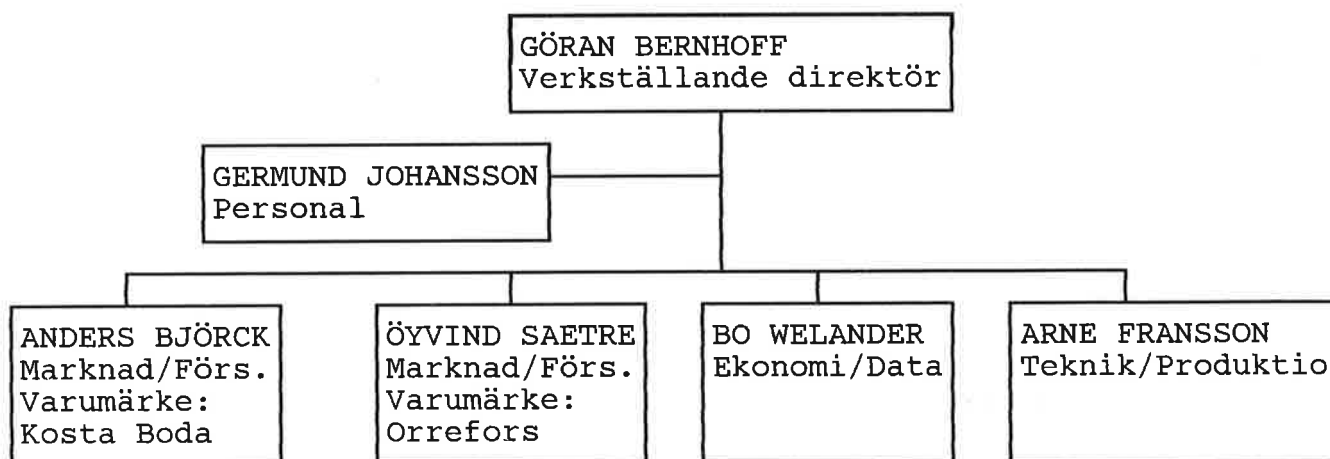 GÖRAN BERNHOFF
Verkställande direktör
GERMUND JOHANSSON
Personal
ANDERS BJÖRCK
Marknad/Förs.
Varumärke:
Kosta Boda
ÖYVIND SAETRE
Marknad/Förs.
Varumärke:
Orrefors
BO WELANDER
Ekonomi/Data
ARNE FRANSSON
Teknik/Produktio